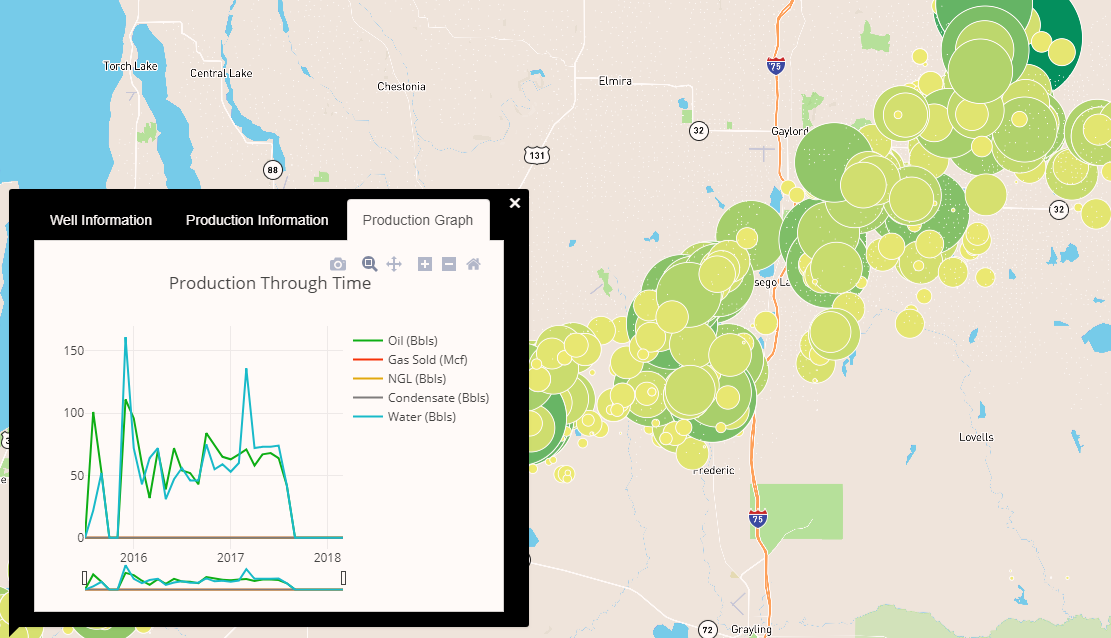 75
Torch Lake
Central Lake
Elmira
Chestonia
32
Gaylord
131
88
Well Information
Production Information
Production Graph
×
32
Production Through Time
sego La
Oil (Bbls)
Gas Sold (Mcf)
NGL (Bbls)
Condensate (Bbls)
Water (Bbls)
150
100
50
0
2016
2017
2018
Lovells
Frederic
75
72
Grayling